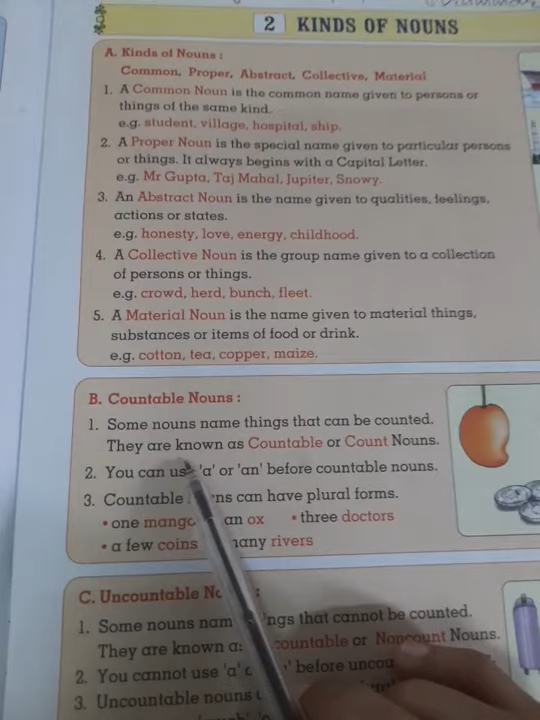 2 KINDS OF NOUNS
A. Kinds of Nouns :
Common, Proper, Abstract, Collective, Material
1. A Common Noun is the common name given to persons or
things of the same kind.
e.g. student, village, hospital, ship.
2. A Proper Noun is the special name given to particular persons
or things. It always begins with a Capital Letter.
e.g. Mr Gupta, Taj Mahal, Jupiter, Snowy.
3. An Abstract Noun is the name given to qualities, feelings,
actions or states.
e.g. honesty, love, energy, childhood.
4. A Collective Noun is the group name given to a collection
of persons or things.
e.g. crowd, herd, bunch, fleet.
5. A Material Noun is the name given to material things,
substances or items of food or drink.
e.g. cotton, tea, copper, maize.
B. Countable Nouns :
1. Some nouns name things that can be counted.
They are known as Countable or Count Nouns.
2. You can use 'a' or 'an' before countable nouns.
3. Countable can have plural forms.
• one mango an ox • three doctors
• a few coins many rivers
C. Uncountable :
1. Some nouns that cannot be counted.
They are known or Noncount Nouns.
2. You cannot use 'a' before
3. Uncountable nouns